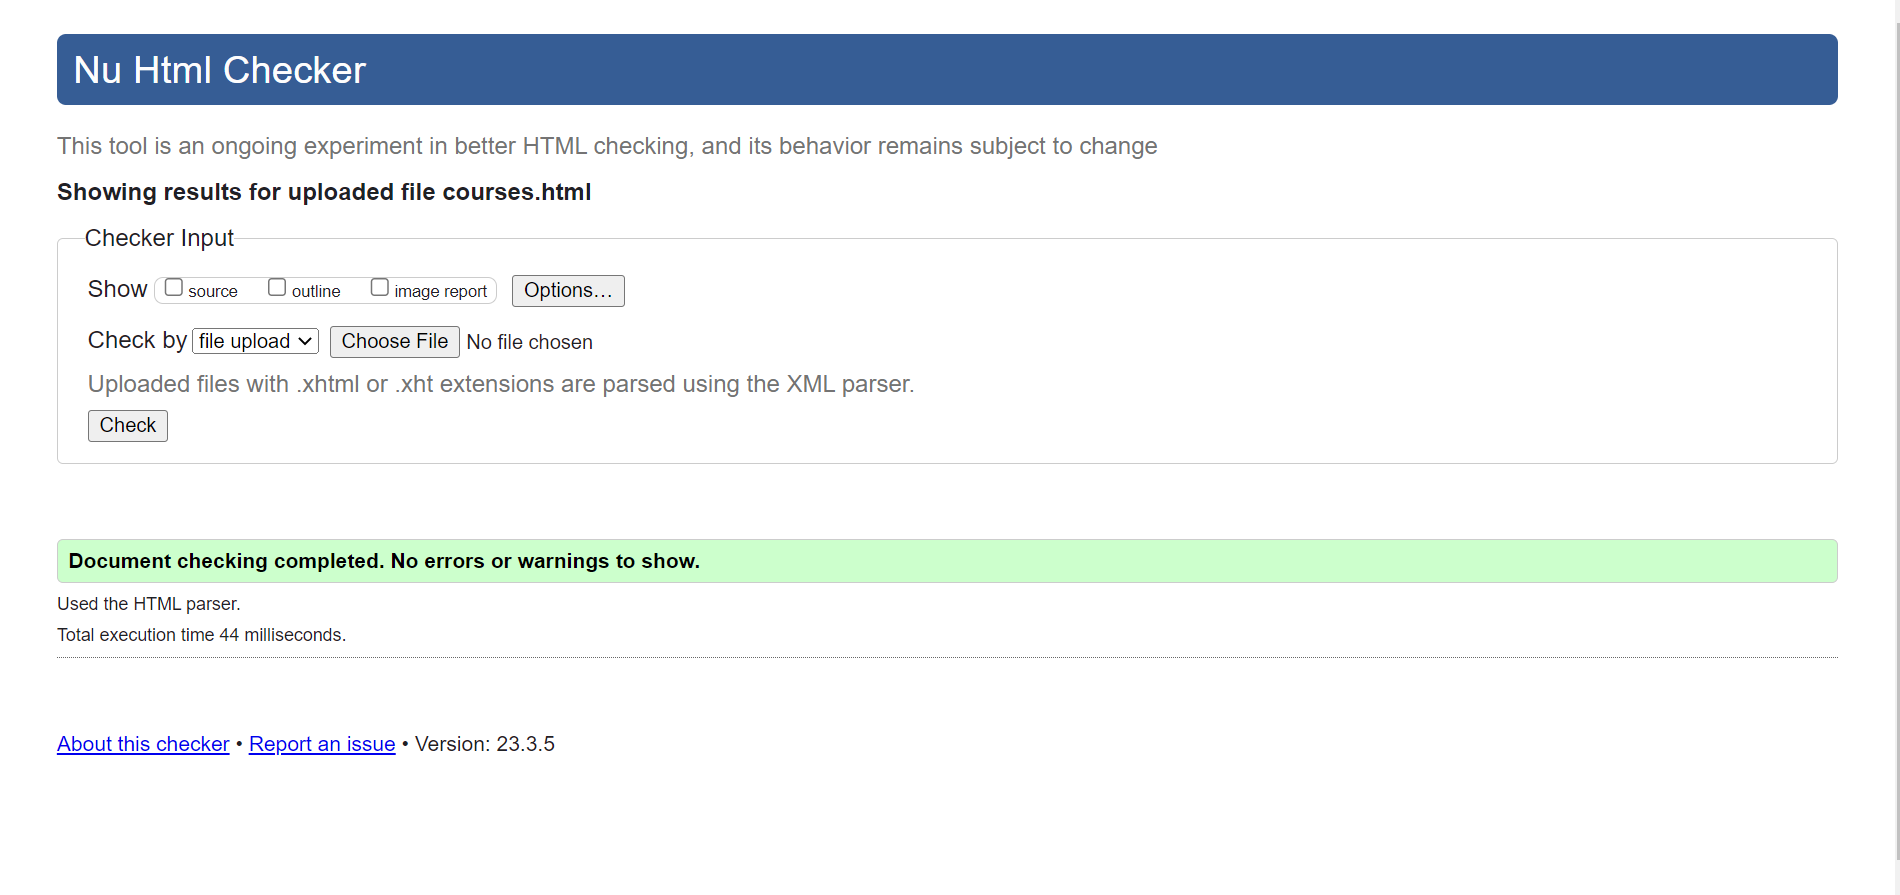 Nu Html Checker
This tool is an ongoing experiment in better HTML checking, and its behavior remains subject to change
Showing results for uploaded file courses.html
Checker Input
Show source outline image report Options...
Check by file upload Choose File No file chosen
Uploaded files with .xhtml or .xht extensions are parsed using the XML parser.
Check
Document checking completed. No errors or warnings to show.
Used the HTML parser.
Total execution time 44 milliseconds.
About this checker • Report an issue • Version: 23.3.5